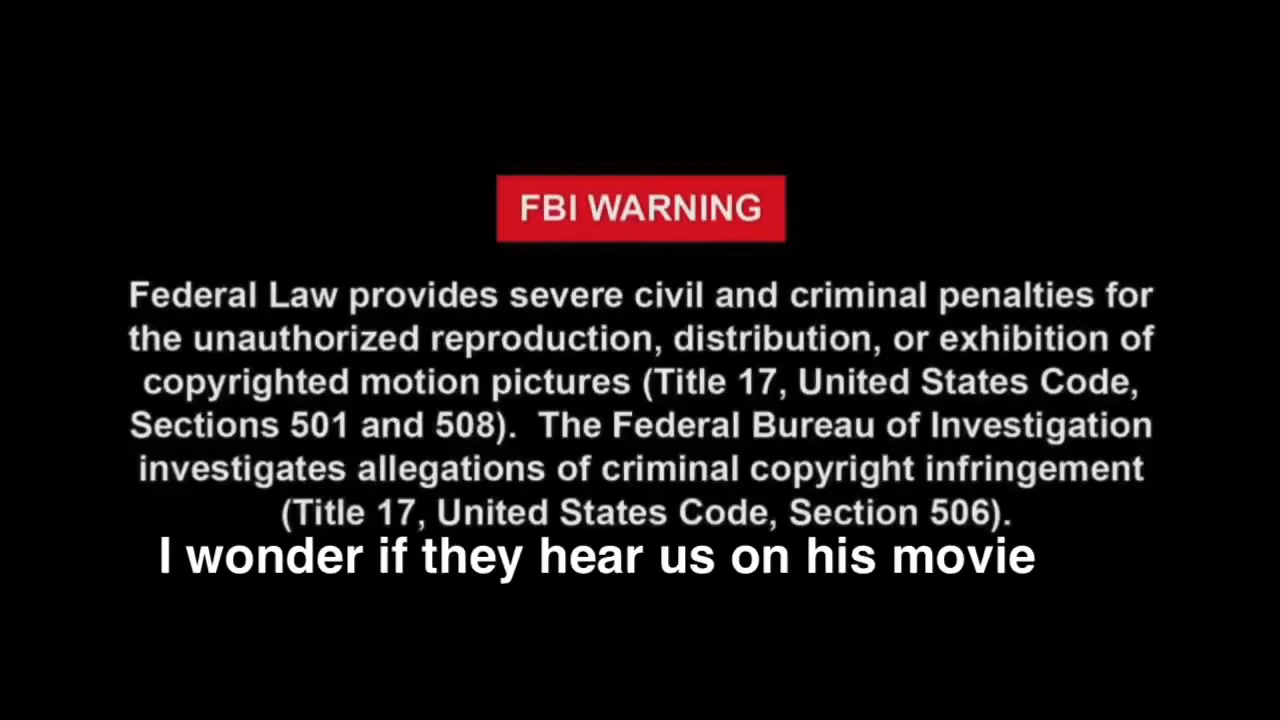 FBI WARNING
Federal Law provides severe civil and criminal penalties for
the unauthorized reproduction, distribution, or exhibition of
copyrighted motion pictures (Title 17, United States Code,
Sections 501 and 508).  The Federal Bureau of Investigation
investigates allegations of criminal copyright infringement
(Title 17, United States Code, Section 506).
I wonder if they hear us on his movie